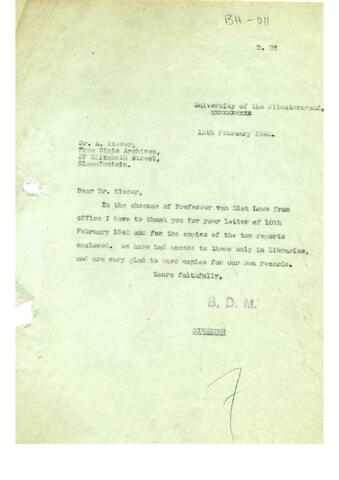 BH-011
D. 26
University of the Witwatersrand,
12th February 1942.
Dr. A. Kieser,
Free State Archives,
37 Elizabeth Street,
Bloemfontein.
Dear Dr. Kieser,
In the absence of Professor van Riet Lowe from
office I have to thank you for your letter of 10th
February 1942 and for the copies of the two reports
enclosed. We have had access to these only in libraries,
and are very glad to have copies for our own records.
Yours faithfully,
B. D. M.
DIRECTOR
7